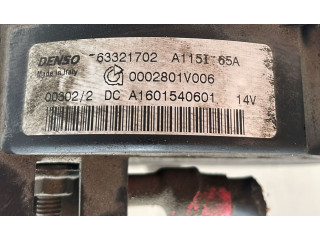 DENSO 63321702 A115I 65A
Made in Italy 0002801V006
00302/2 DC A1601540601 14V